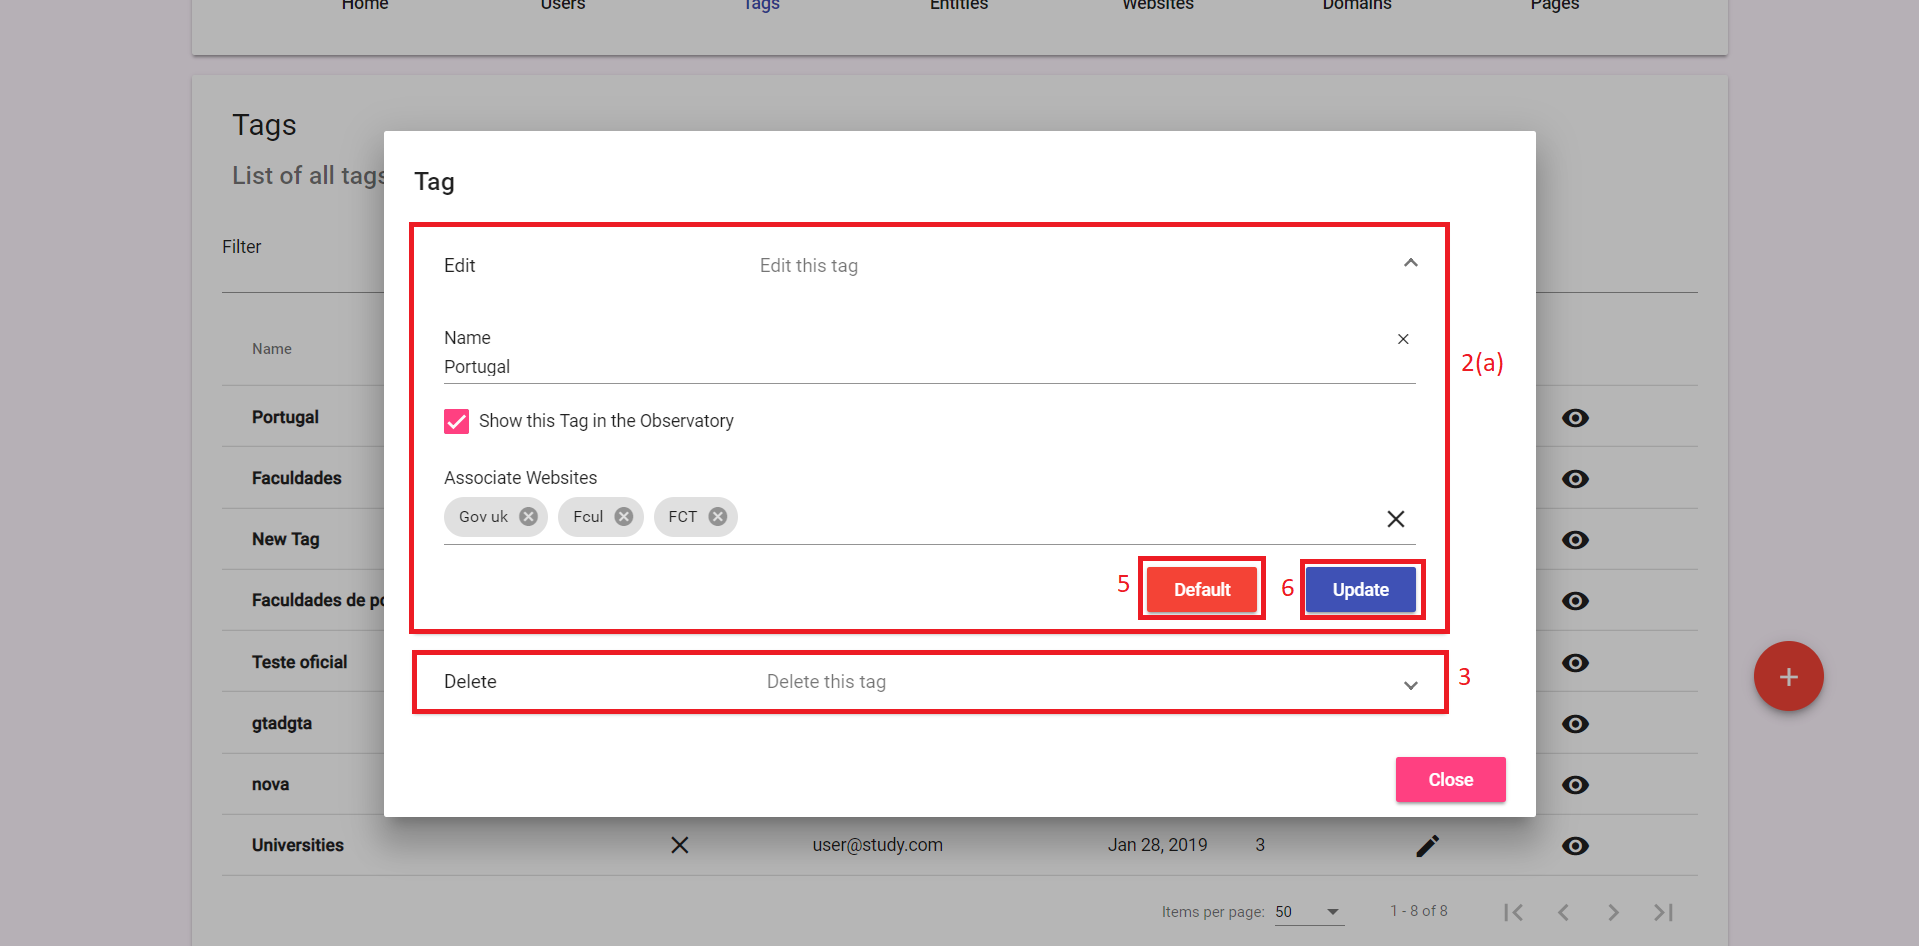 Home Users Tags Entities Websites Domains Pages
Tags
List of all tags
Filter
Name
Portugal
Faculdades
New Tag
Faculdades de po
Teste oficial
gtadgta
nova
Universities user@study.com Jan 28, 2019 3
Items per page: 50 1 - 8 of 8
Tag
Edit Edit this tag
Name
Portugal
2(a)
Show this Tag in the Observatory
Associate Websites
Gov uk Fcul FCT
5 Default 6 Update
Delete Delete this tag 3
Close